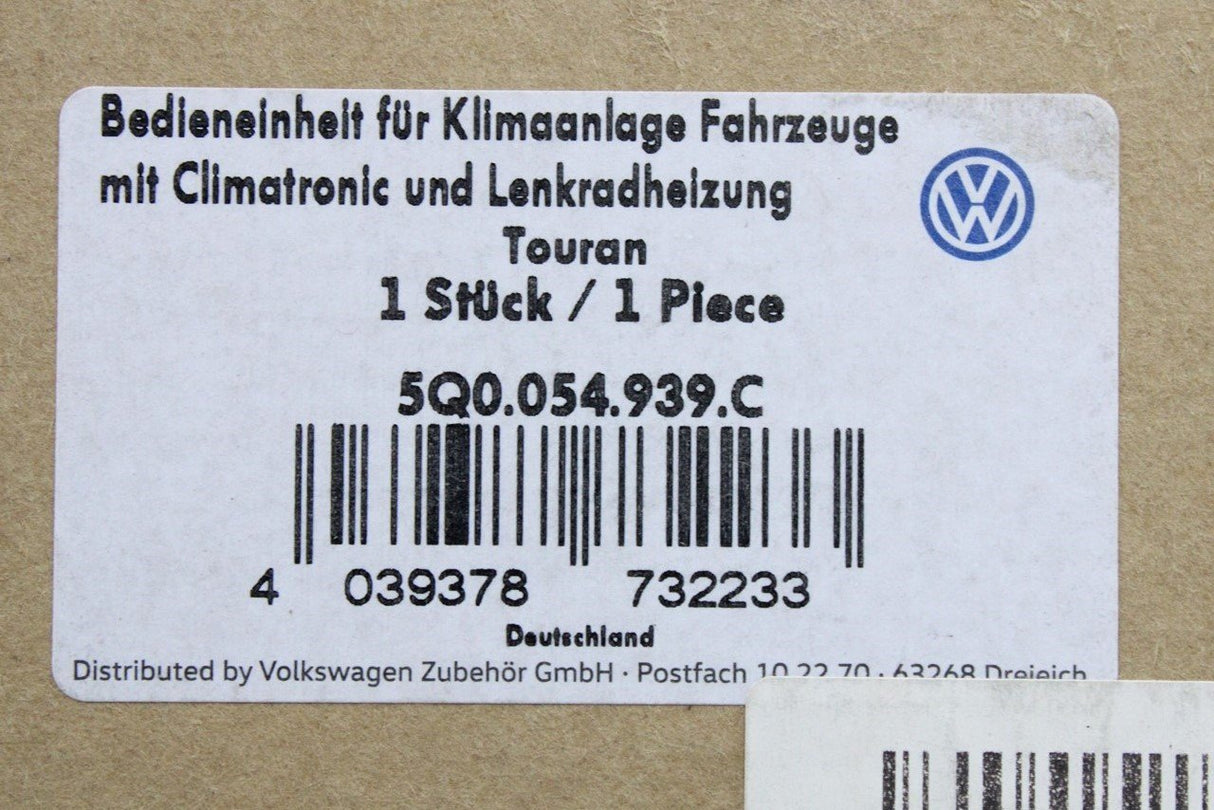 Bedieneinheit für Klimaanlage Fahrzeuge
mit Climatronic und Lenkradheizung
Touran
1 Stück / 1 Piece
5Q0.054.939.C
4 039378 732233
Deutschland
Distributed by Volkswagen Zubehör GmbH · Postfach 10 22 70 · 63268 Dreieich